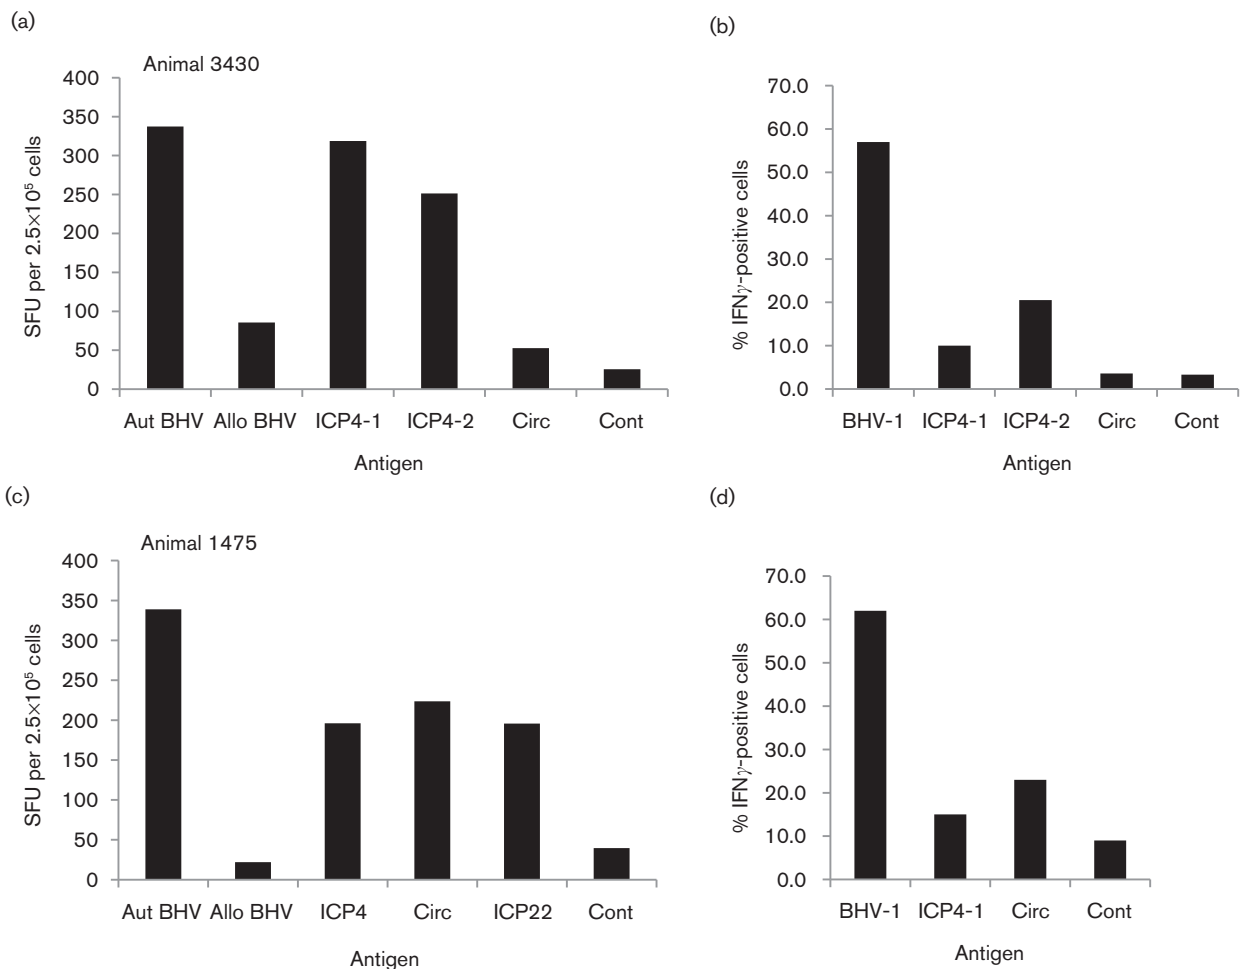 (a)
Animal 3430
400
350
300
250
200
150
100
50
0
SFU per 2.5×10⁵ cells
Aut BHV Allo BHV ICP4-1 ICP4-2 Circ Cont
Antigen
(b)
70.0
60.0
50.0
40.0
30.0
20.0
10.0
0.0
% IFNγ-positive cells
BHV-1 ICP4-1 ICP4-2 Circ Cont
Antigen
(c)
Animal 1475
400
350
300
250
200
150
100
50
0
SFU per 2.5×10⁵ cells
Aut BHV Allo BHV ICP4 Circ ICP22 Cont
Antigen
(d)
70.0
60.0
50.0
40.0
30.0
20.0
10.0
0.0
% IFNγ-positive cells
BHV-1 ICP4-1 Circ Cont
Antigen